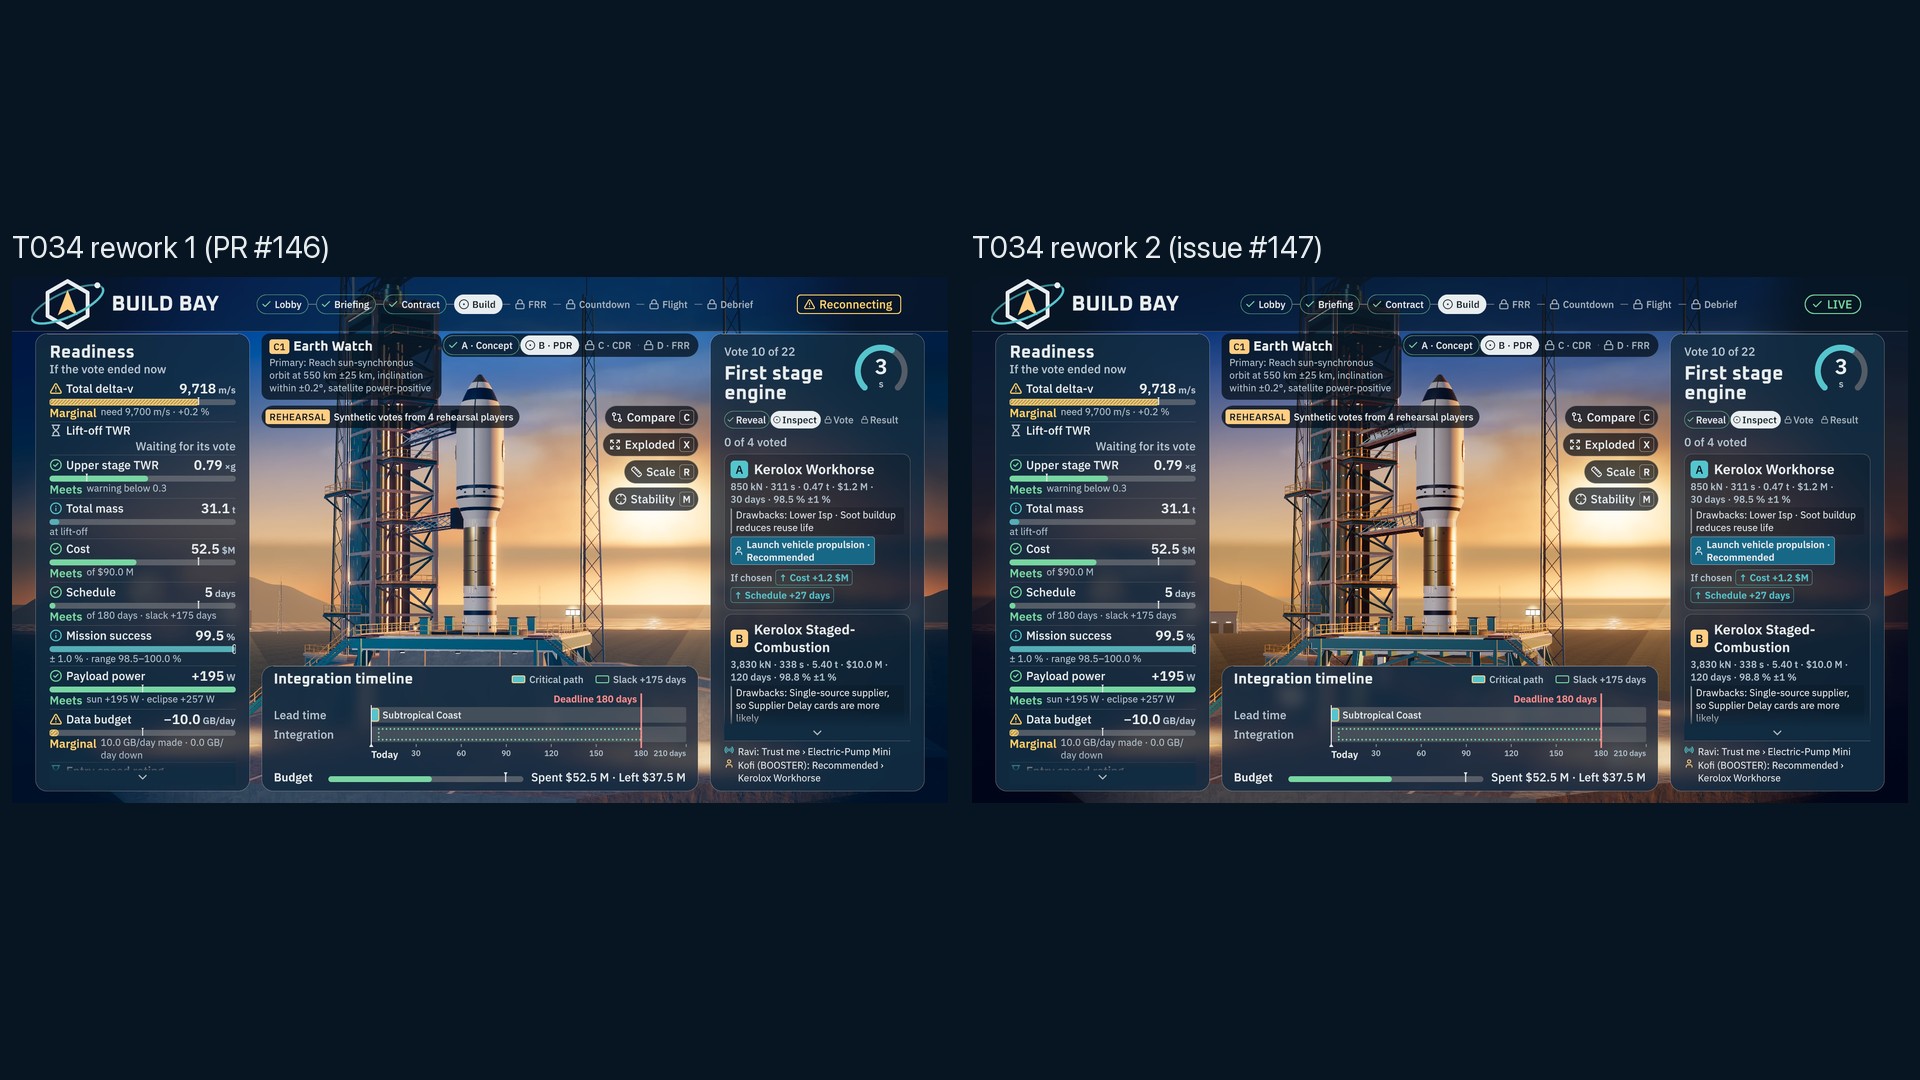 T034 rework 1 (PR #146)
BUILD BAY
Lobby
Briefing
Contract
Build
FRR
Countdown
Flight
Debrief
Reconnecting
Readiness
If the vote ended now
Total delta-v 9,718 m/s
Marginal need 9,700 m/s · +0.2 %
Lift-off TWR
Waiting for its vote
Upper stage TWR 0.79 ×g
Meets warning below 0.3
Total mass 31.1 t
at lift-off
Cost 52.5 $M
Meets of $90.0 M
Schedule 5 days
Meets of 180 days · slack +175 days
Mission success 99.5 %
± 1.0 % · range 98.5–100.0 %
Payload power +195 W
Meets sun +195 W · eclipse +257 W
Data budget −10.0 GB/day
Marginal 10.0 GB/day made · 0.0 GB/
day down
C1 Earth Watch
Primary: Reach sun-synchronous
orbit at 550 km ±25 km, inclination
within ±0.2°, satellite power-positive
A · Concept
B · PDR
C · CDR
D · FRR
REHEARSAL Synthetic votes from 4 rehearsal players
Compare C
Exploded X
Scale R
Stability M
Integration timeline
Critical path
Slack +175 days
Deadline 180 days
Lead time
Subtropical Coast
Integration
Today 30 60 90 120 150 180 210 days
Budget
Spent $52.5 M · Left $37.5 M
Vote 10 of 22
First stage
engine
3
s
Reveal
Inspect
Vote
Result
0 of 4 voted
A Kerolox Workhorse
850 kN · 311 s · 0.47 t · $1.2 M ·
30 days · 98.5 % ±1 %
Drawbacks: Lower Isp · Soot buildup
reduces reuse life
Launch vehicle propulsion ·
Recommended
If chosen ↑ Cost +1.2 $M
↑ Schedule +27 days
B Kerolox Staged-
Combustion
3,830 kN · 338 s · 5.40 t · $10.0 M ·
120 days · 98.8 % ±1 %
Drawbacks: Single-source supplier,
so Supplier Delay cards are more
likely
Ravi: Trust me › Electric-Pump Mini
Kofi (BOOSTER): Recommended ›
Kerolox Workhorse
T034 rework 2 (issue #147)
BUILD BAY
Lobby
Briefing
Contract
Build
FRR
Countdown
Flight
Debrief
LIVE
Readiness
If the vote ended now
Total delta-v 9,718 m/s
Marginal need 9,700 m/s · +0.2 %
Lift-off TWR
Waiting for its vote
Upper stage TWR 0.79 ×g
Meets warning below 0.3
Total mass 31.1 t
at lift-off
Cost 52.5 $M
Meets of $90.0 M
Schedule 5 days
Meets of 180 days · slack +175 days
Mission success 99.5 %
± 1.0 % · range 98.5–100.0 %
Payload power +195 W
Meets sun +195 W · eclipse +257 W
Data budget −10.0 GB/day
Marginal 10.0 GB/day made · 0.0 GB/
day down
C1 Earth Watch
Primary: Reach sun-synchronous
orbit at 550 km ±25 km, inclination
within ±0.2°, satellite power-positive
A · Concept
B · PDR
C · CDR
D · FRR
REHEARSAL Synthetic votes from 4 rehearsal players
Compare C
Exploded X
Scale R
Stability M
Integration timeline
Critical path
Slack +175 days
Deadline 180 days
Lead time
Subtropical Coast
Integration
Today 30 60 90 120 150 180 210 days
Budget
Spent $52.5 M · Left $37.5 M
Vote 10 of 22
First stage
engine
3
s
Reveal
Inspect
Vote
Result
0 of 4 voted
A Kerolox Workhorse
850 kN · 311 s · 0.47 t · $1.2 M ·
30 days · 98.5 % ±1 %
Drawbacks: Lower Isp · Soot buildup
reduces reuse life
Launch vehicle propulsion ·
Recommended
If chosen ↑ Cost +1.2 $M
↑ Schedule +27 days
B Kerolox Staged-
Combustion
3,830 kN · 338 s · 5.40 t · $10.0 M ·
120 days · 98.8 % ±1 %
Drawbacks: Single-source supplier,
so Supplier Delay cards are more
likely
Ravi: Trust me › Electric-Pump Mini
Kofi (BOOSTER): Recommended ›
Kerolox Workhorse